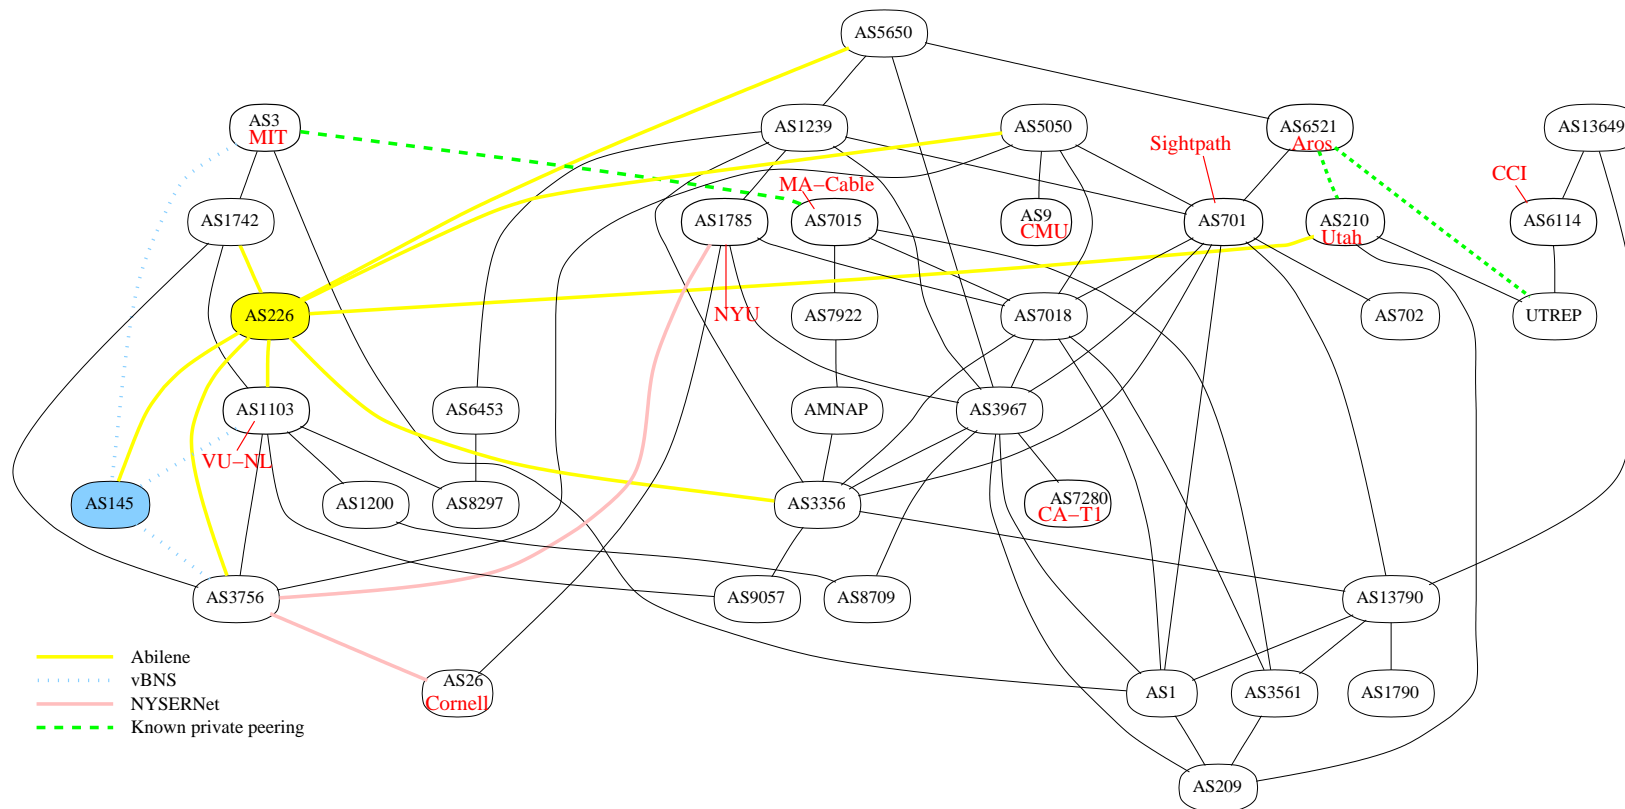 AS5650
AS3
MIT
AS1239
AS5050
AS6521
Aros
AS13649
Sightpath
MA-Cable
CCI
AS1742
AS1785
AS7015
AS9
CMU
AS701
AS210
Utah
AS6114
AS226
NYU
AS7922
AS7018
AS702
UTREP
AS1103
AS6453
AMNAP
AS3967
VU-NL
AS145
AS1200
AS8297
AS3356
AS7280
CA-T1
AS3756
AS9057
AS8709
AS13790
Abilene
vBNS
NYSERNet
Known private peering
AS26
Cornell
AS1
AS3561
AS1790
AS209